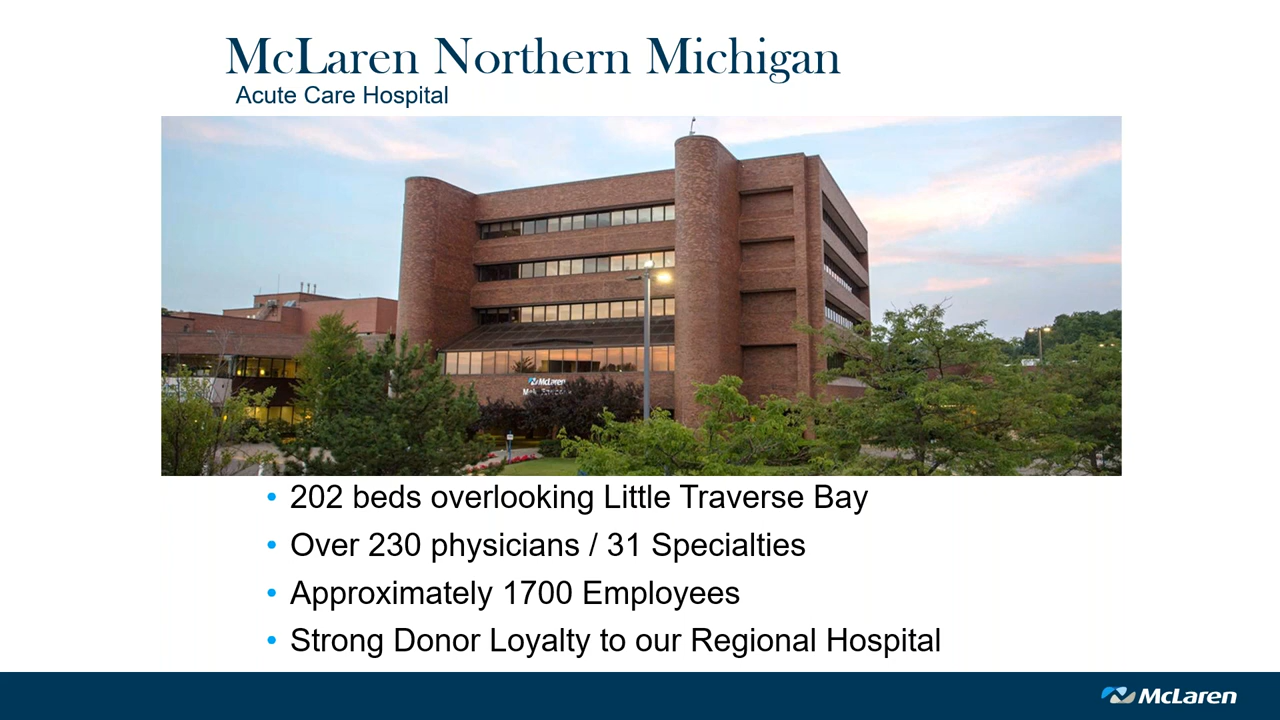 McLaren Northern Michigan
Acute Care Hospital
McLaren
• 202 beds overlooking Little Traverse Bay
• Over 230 physicians / 31 Specialties
• Approximately 1700 Employees
• Strong Donor Loyalty to our Regional Hospital
McLaren